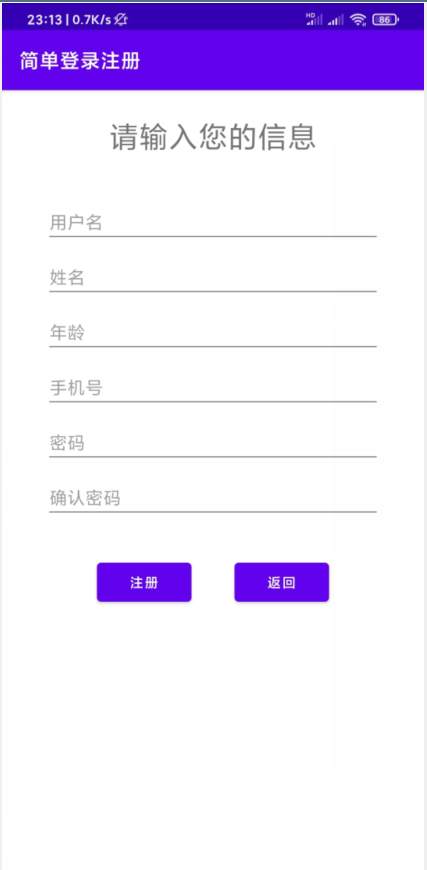 23:13 | 0.7K/s
HD 86
简单登录注册
请输入您的信息
用户名
姓名
年龄
手机号
密码
确认密码
注册 返回